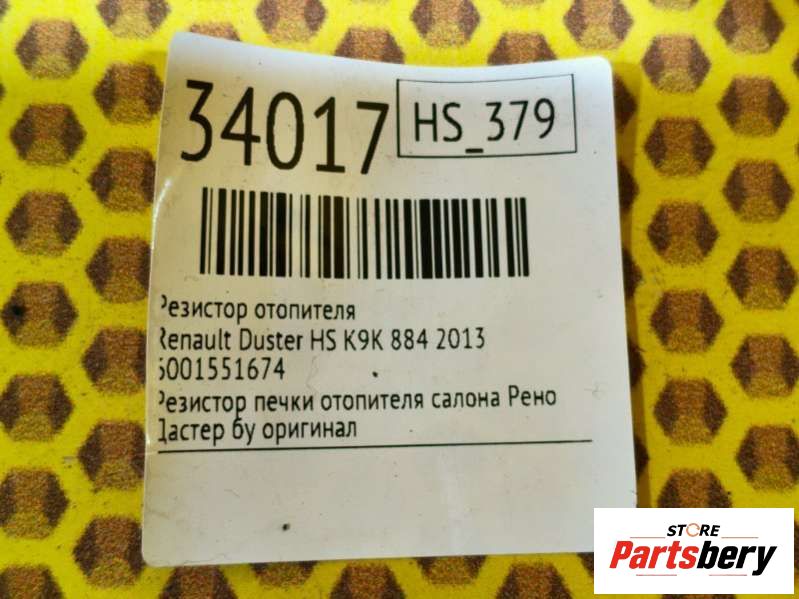 34017
HS_379
Резистор отопителя
Renault Duster HS K9K 884 2013
6001551674
Резистор печки отопителя салона Рено
Дастер бу оригинал
STORE
Partsbery